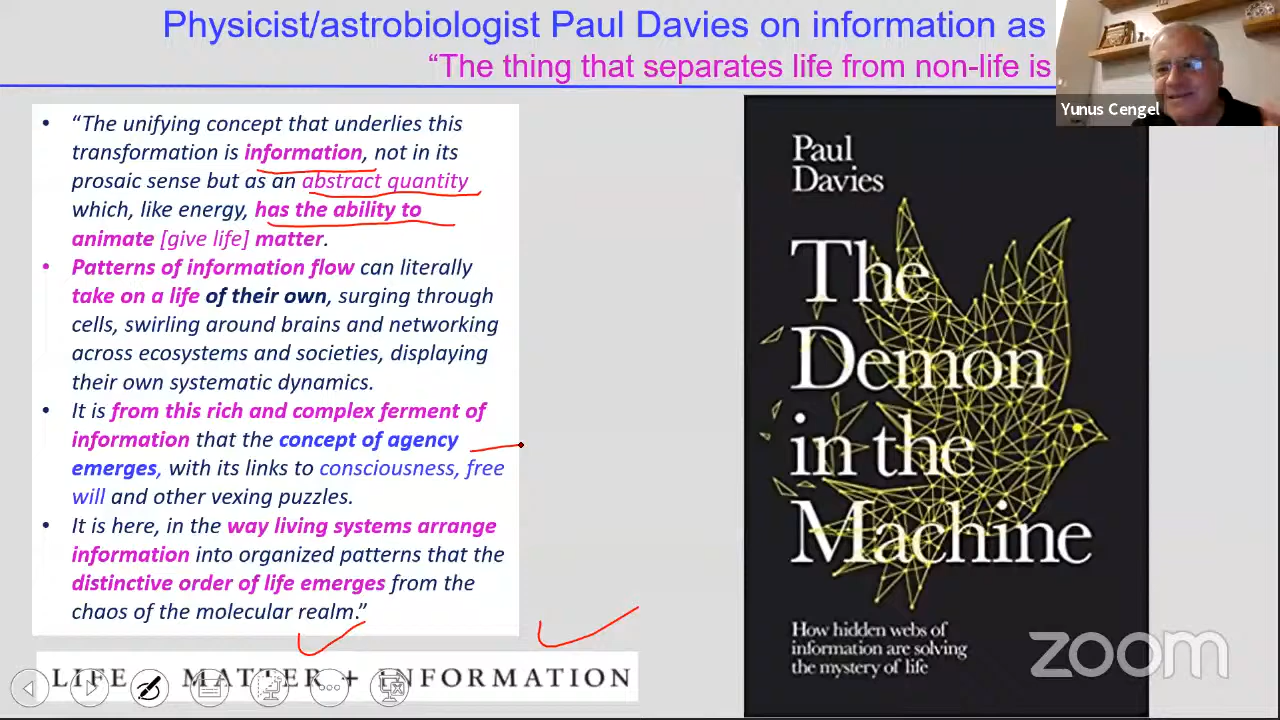 Physicist/astrobiologist Paul Davies on information as
“The thing that separates life from non-life is
Yunus Cengel
• “The unifying concept that underlies this
transformation is information, not in its
prosaic sense but as an abstract quantity
which, like energy, has the ability to
animate [give life] matter.
• Patterns of information flow can literally
take on a life of their own, surging through
cells, swirling around brains and networking
across ecosystems and societies, displaying
their own systematic dynamics.
• It is from this rich and complex ferment of
information that the concept of agency
emerges, with its links to consciousness, free
will and other vexing puzzles.
• It is here, in the way living systems arrange
information into organized patterns that the
distinctive order of life emerges from the
chaos of the molecular realm.”
LIFE MATTER + INFORMATION
Paul
Davies
The
Demon
in the
Machine
How hidden webs of
information are solving
the mystery of life
zoom